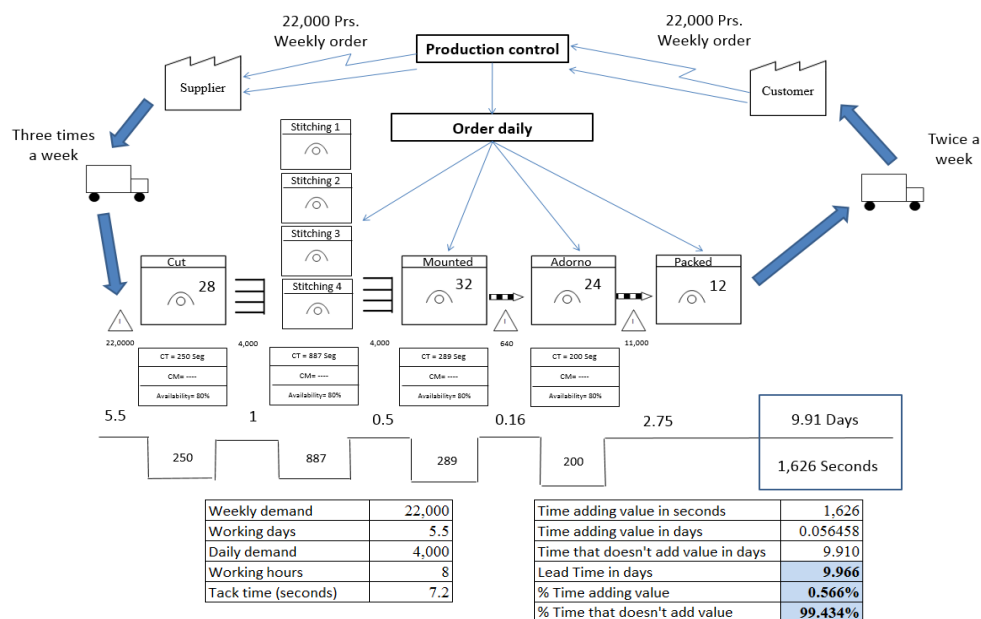 22,000 Prs.
Weekly order
22,000 Prs.
Weekly order
Production control
Supplier
Customer
Order daily
Three times
a week
Twice a
week
Stitching 1
Stitching 2
Stitching 3
Stitching 4
Cut
28
Mounted
32
Adorno
24
Packed
12
I
I
I
22,0000
4,000
4,000
640
11,000
CT = 250 Seg
CM= ----
Availability= 80%
CT = 887 Seg
CM= ----
Availability= 80%
CT = 289 Seg
CM= ----
Availability= 80%
CT = 200 Seg
CM= ----
Availability= 80%
5.5
1
0.5
0.16
2.75
9.91 Days
250
887
289
200
1,626 Seconds
Weekly demand 22,000
Working days 5.5
Daily demand 4,000
Working hours 8
Tack time (seconds) 7.2
Time adding value in seconds 1,626
Time adding value in days 0.056458
Time that doesn't add value in days 9.910
Lead Time in days 9.966
% Time adding value 0.566%
% Time that doesn't add value 99.434%